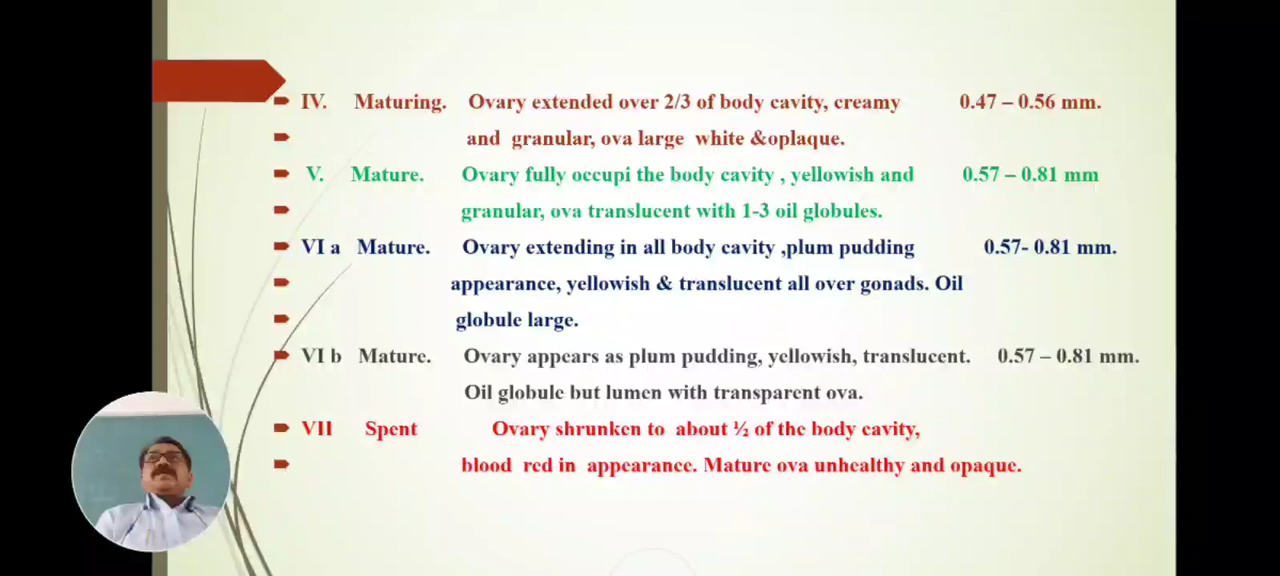 IV. Maturing. Ovary extended over 2/3 of body cavity, creamy 0.47 – 0.56 mm.
and granular, ova large white &oplaque.
V. Mature. Ovary fully occupi the body cavity , yellowish and 0.57 – 0.81 mm
granular, ova translucent with 1-3 oil globules.
VI a Mature. Ovary extending in all body cavity ,plum pudding 0.57- 0.81 mm.
appearance, yellowish & translucent all over gonads. Oil
globule large.
VI b Mature. Ovary appears as plum pudding, yellowish, translucent. 0.57 – 0.81 mm.
Oil globule but lumen with transparent ova.
VII Spent Ovary shrunken to about ½ of the body cavity,
blood red in appearance. Mature ova unhealthy and opaque.